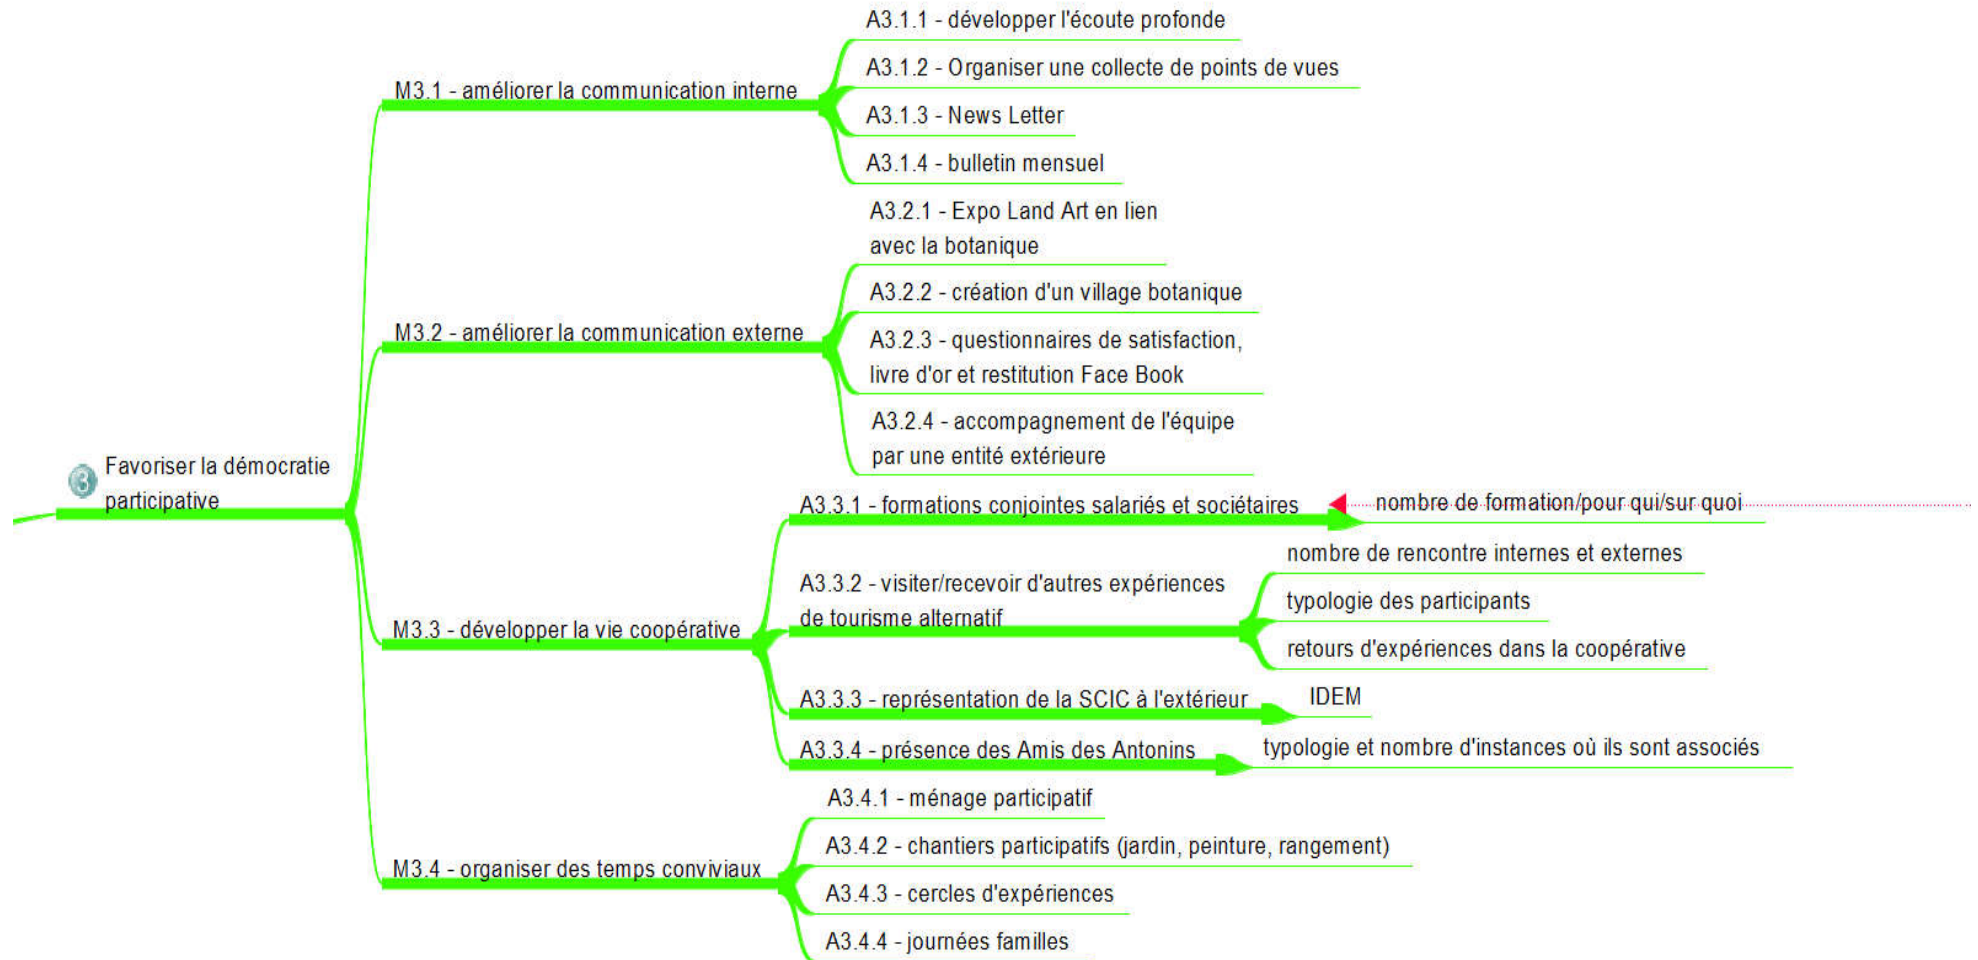 3
Favoriser la démocratie
participative
M3.1 - améliorer la communication interne
A3.1.1 - développer l'écoute profonde
A3.1.2 - Organiser une collecte de points de vues
A3.1.3 - News Letter
A3.1.4 - bulletin mensuel
M3.2 - améliorer la communication externe
A3.2.1 - Expo Land Art en lien
avec la botanique
A3.2.2 - création d'un village botanique
A3.2.3 - questionnaires de satisfaction,
livre d'or et restitution Face Book
A3.2.4 - accompagnement de l'équipe
par une entité extérieure
M3.3 - développer la vie coopérative
A3.3.1 - formations conjointes salariés et sociétaires
nombre de formation/pour qui/sur quoi
A3.3.2 - visiter/recevoir d'autres expériences
de tourisme alternatif
nombre de rencontre internes et externes
typologie des participants
retours d'expériences dans la coopérative
A3.3.3 - représentation de la SCIC à l'extérieur
IDEM
A3.3.4 - présence des Amis des Antonins
typologie et nombre d'instances où ils sont associés
M3.4 - organiser des temps conviviaux
A3.4.1 - ménage participatif
A3.4.2 - chantiers participatifs (jardin, peinture, rangement)
A3.4.3 - cercles d'expériences
A3.4.4 - journées familles